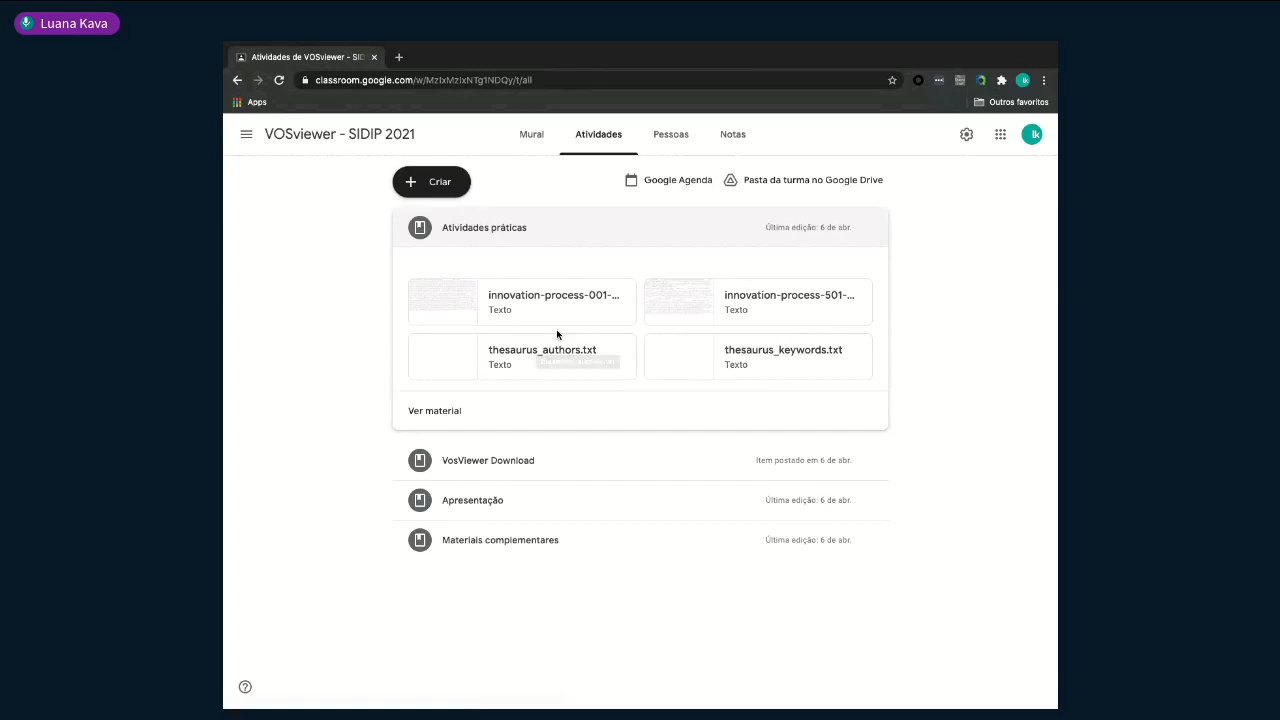 Luana Kava
Atividades de VOSviewer - SID
classroom.google.com/w/MzIxMzIxNTg1NDQy/t/all
Apps
Outros favoritos
VOSviewer - SIDIP 2021
Mural
Atividades
Pessoas
Notas
lk
Criar
Google Agenda
Pasta da turma no Google Drive
Atividades práticas
Última edição: 6 de abr.
innovation-process-001-...
Texto
innovation-process-501-...
Texto
thesaurus_authors.txt
Texto
thesaurus_keywords.txt
Texto
Ver material
VosViewer Download
Item postado em 6 de abr.
Apresentação
Última edição: 6 de abr.
Materiais complementares
Última edição: 6 de abr.